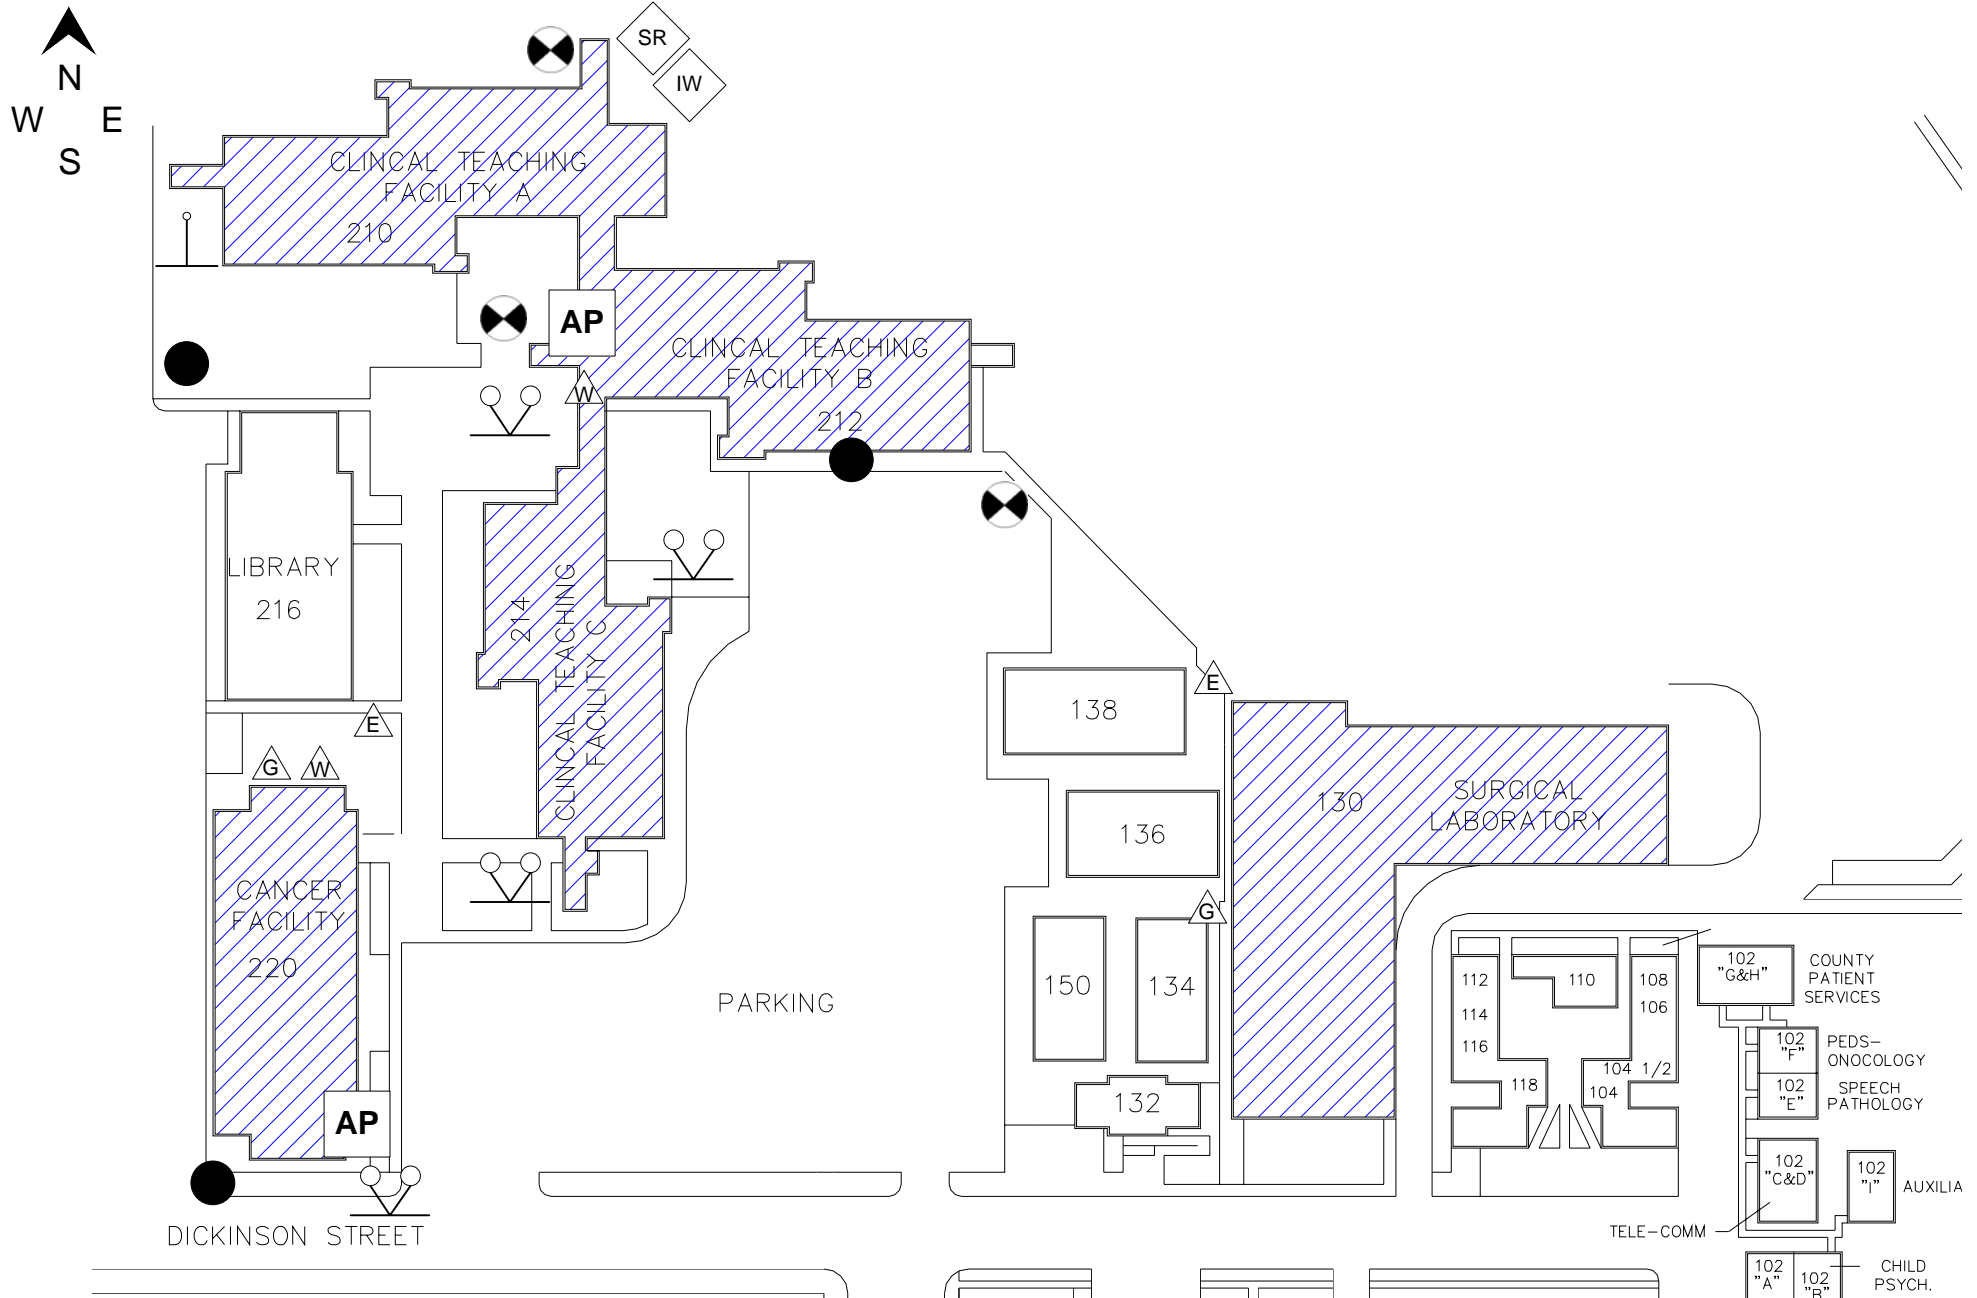 N
W E
S
SR
IW
CLINCAL TEACHING
FACILITY A
210
AP
CLINCAL TEACHING
FACILITY B
212
W
LIBRARY
216
214
CLINCAL TEACHING
FACILITY C
E
G
W
CANCER
FACILITY
220
AP
DICKINSON STREET
PARKING
E
138
136
G
150
134
132
130
SURGICAL
LABORATORY
112
114
116
118
110
108
106
104 1/2
104
102
"G&H"
COUNTY
PATIENT
SERVICES
102
"F"
PEDS-
ONOCOLOGY
102
"E"
SPEECH
PATHOLOGY
102
"C&D"
TELE-COMM
102
"I"
AUXILIA
102
"A"
102
"B"
CHILD
PSYCH.